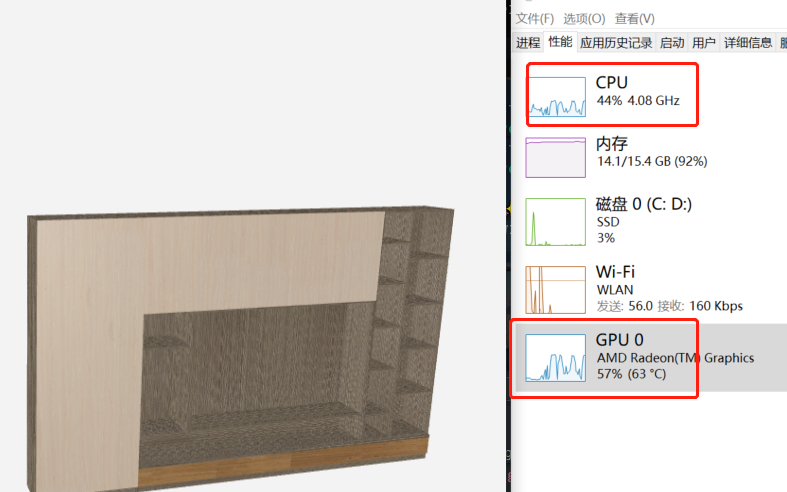 文件(F) 选项(O) 查看(V)
进程 性能 应用历史记录 启动 用户 详细信息
CPU
44% 4.08 GHz
内存
14.1/15.4 GB (92%)
磁盘 0 (C: D:)
SSD
3%
Wi-Fi
WLAN
发送: 56.0 接收: 160 Kbps
GPU 0
AMD Radeon(TM) Graphics
57% (63 °C)